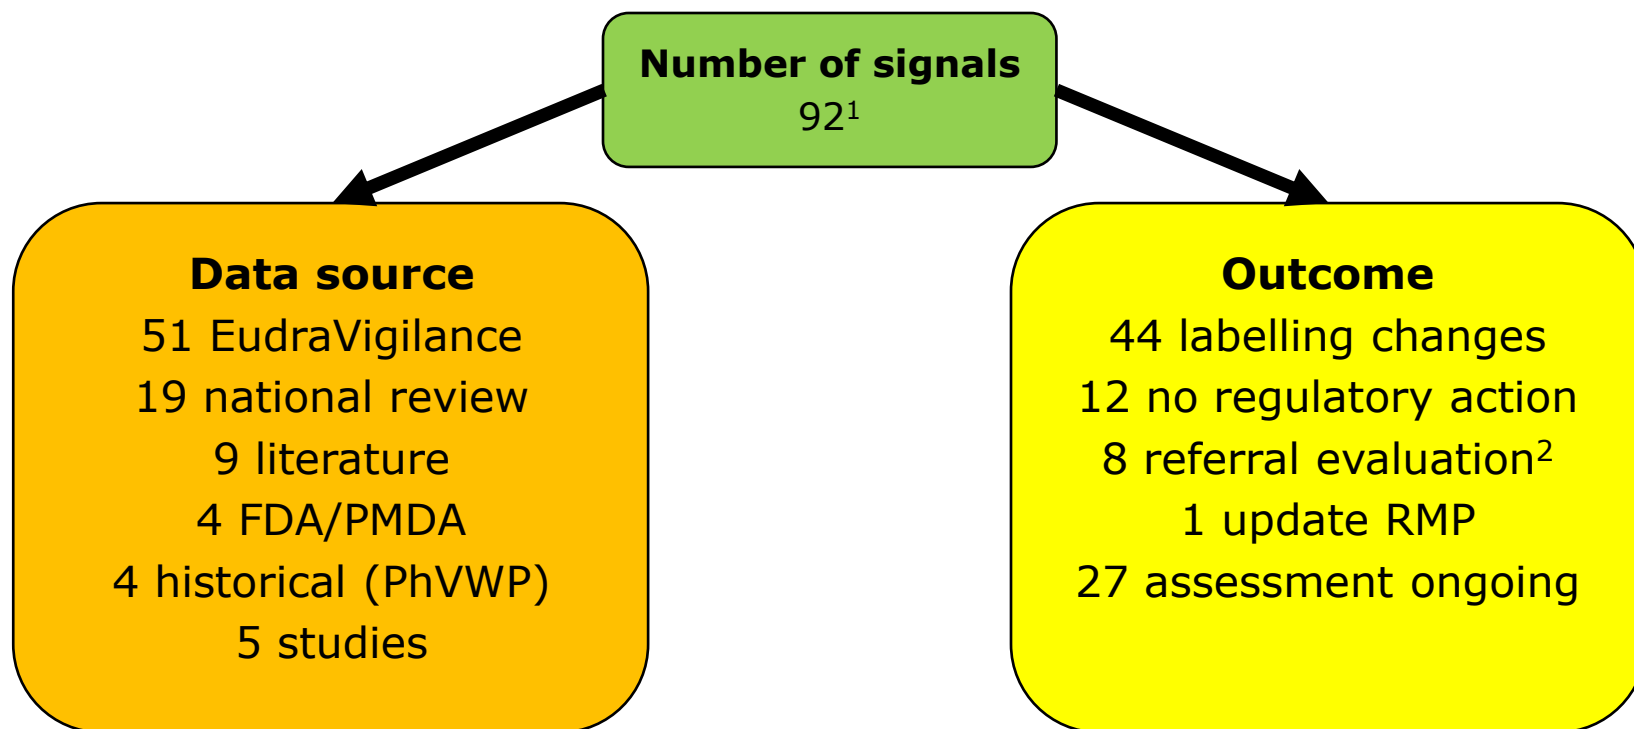 Number of signals
92¹
Data source
51 EudraVigilance
19 national review
9 literature
4 FDA/PMDA
4 historical (PhVWP)
5 studies
Outcome
44 labelling changes
12 no regulatory action
8 referral evaluation²
1 update RMP
27 assessment ongoing